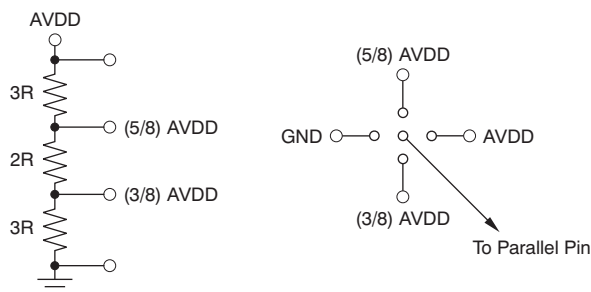 AVDD
3R
(5/8) AVDD
2R
(3/8) AVDD
3R
(5/8) AVDD
GND
AVDD
(3/8) AVDD
To Parallel Pin